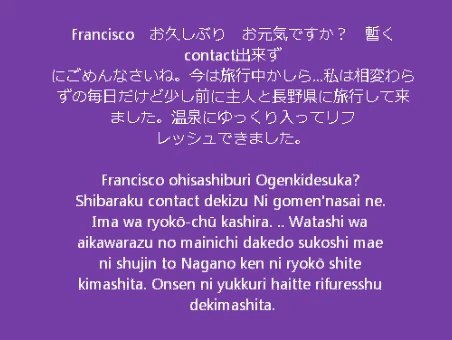 Francisco　お久しぶり　お元気ですか？　暫く
contact出来ず
にごめんなさいね。今は旅行中かしら...私は相変わら
ずの毎日だけど少し前に主人と長野県に旅行して来
ました。温泉にゆっくり入ってリフ
レッシュできました。
Francisco ohisashiburi Ogenkidesuka?
Shibaraku contact dekizu Ni gomen'nasai ne.
Ima wa ryokō-chū kashira. .. Watashi wa
aikawarazu no mainichi dakedo sukoshi mae
ni shujin to Nagano ken ni ryokō shite
kimashita. Onsen ni yukkuri haitte rifuresshu
dekimashita.